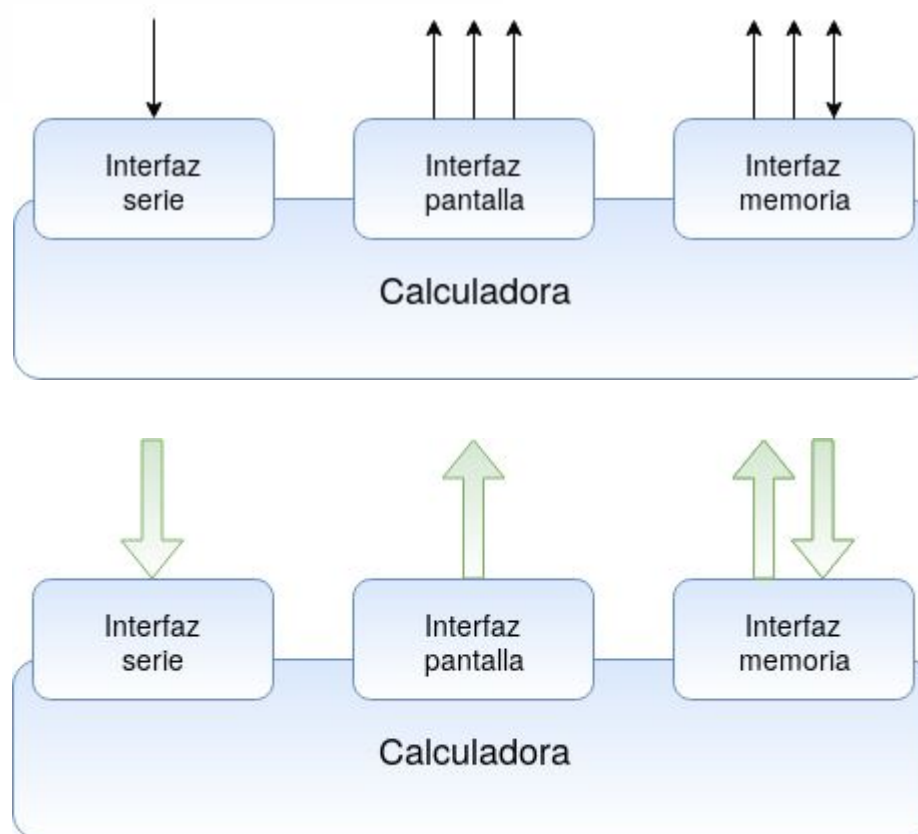 Interfaz
serie
Interfaz
pantalla
Interfaz
memoria
Calculadora
Interfaz
serie
Interfaz
pantalla
Interfaz
memoria
Calculadora